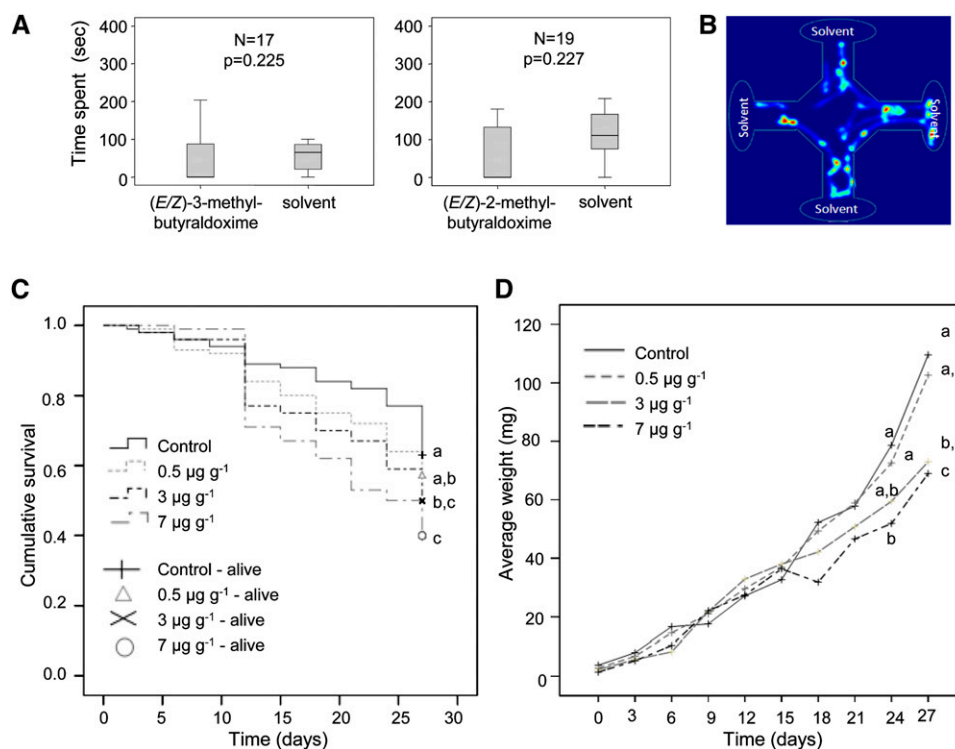 A
Time spent (sec)
400
300
200
100
0
N=17
p=0.225
(E/Z)-3-methyl-
butyraldoxime
solvent
400
300
200
100
0
N=19
p=0.227
(E/Z)-2-methyl-
butyraldoxime
solvent
B
Solvent
Solvent
Solvent
Solvent
C
Cumulative survival
1.0
0.8
0.6
0.4
0.2
0.0
Control
0.5 µg g-1
3 µg g-1
7 µg g-1
Control - alive
0.5 µg g-1 - alive
3 µg g-1 - alive
7 µg g-1 - alive
a
a,b
b,c
c
0 5 10 15 20 25 30
Time (days)
D
Average weight (mg)
120
100
80
60
40
20
0
Control
0.5 µg g-1
3 µg g-1
7 µg g-1
a
a,
a
a
b,
a,b
c
b
0 3 6 9 12 15 18 21 24 27
Time (days)